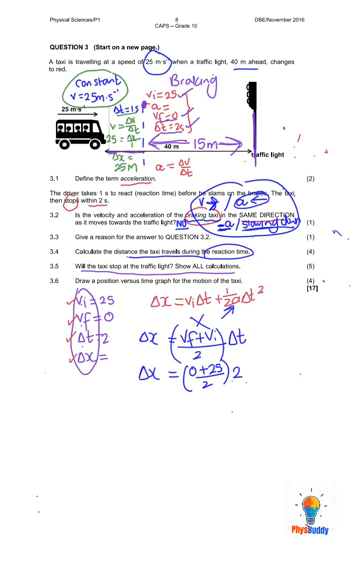 Physical Sciences/P1
8
CAPS – Grade 10
DBE/November 2016
QUESTION 3 (Start on a new page.)
A taxi is travelling at a speed of 25 m·s⁻¹ when a traffic light, 40 m ahead, changes
to red.
constant
v = 25m·s⁻¹
Braking
Δt = 1s
vi = 25
a =
vf = 0
Δt = 2s
25 m·s⁻¹
v = Δx/Δt
25 = Δx/1
Δx =
25M
40 m
15m
a = Δv/Δt
traffic light
3.1 Define the term acceleration. (2)
The driver takes 1 s to react (reaction time) before he slams on the brakes. The taxi
then stops within 2 s.
v → / a ←
3.2 Is the velocity and acceleration of the braking taxi in the SAME DIRECTION
as it moves towards the traffic light? NO (1)
= a / slowing down
3.3 Give a reason for the answer to QUESTION 3.2. (1)
3.4 Calculate the distance the taxi travels during the reaction time. (4)
3.5 Will the taxi stop at the traffic light? Show ALL calculations. (5)
3.6 Draw a position versus time graph for the motion of the taxi. (4)
[17]
vi = 25
vf = 0
Δt = 2
Δx =
Δx = viΔt + ½aΔt²
Δx = (vf + vi / 2) Δt
Δx = (0 + 25 / 2) 2
PhysBuddy